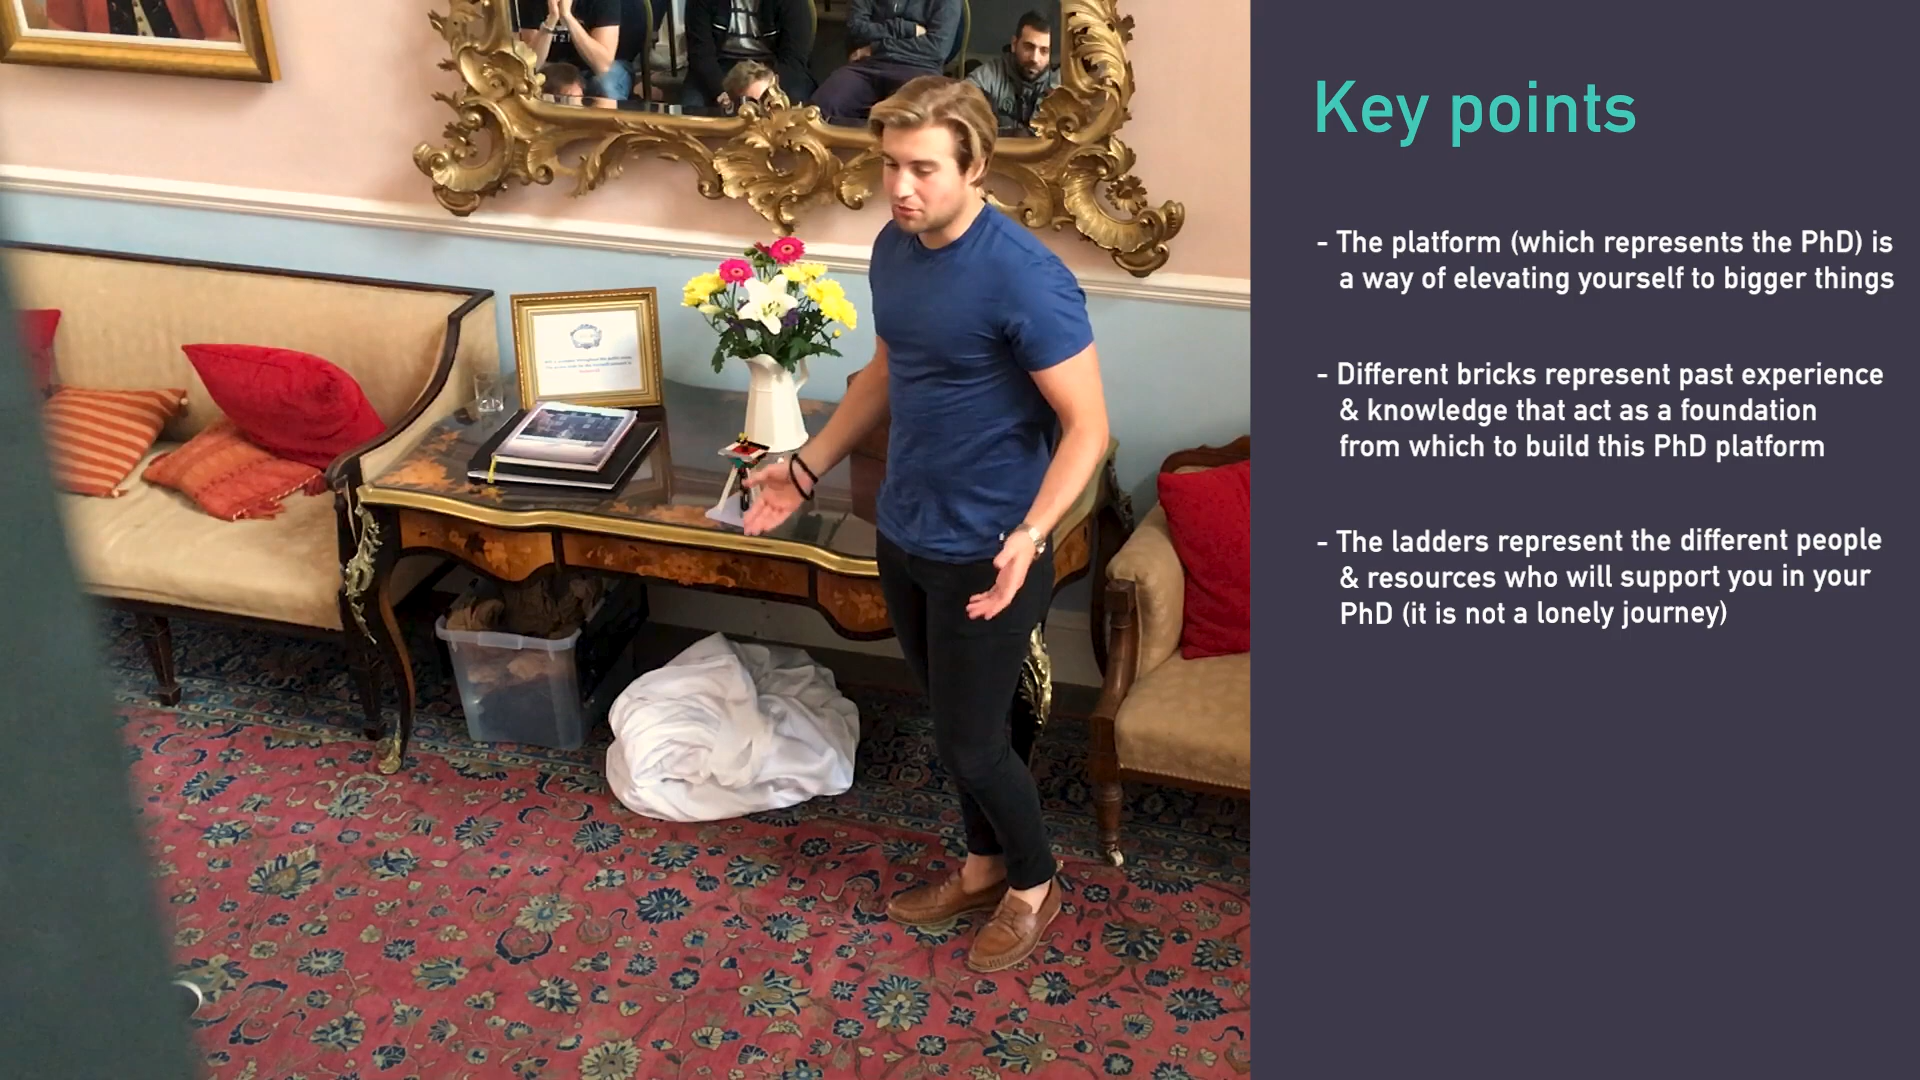 Key points
- The platform (which represents the PhD) is
a way of elevating yourself to bigger things
- Different bricks represent past experience
& knowledge that act as a foundation
from which to build this PhD platform
- The ladders represent the different people
& resources who will support you in your
PhD (it is not a lonely journey)